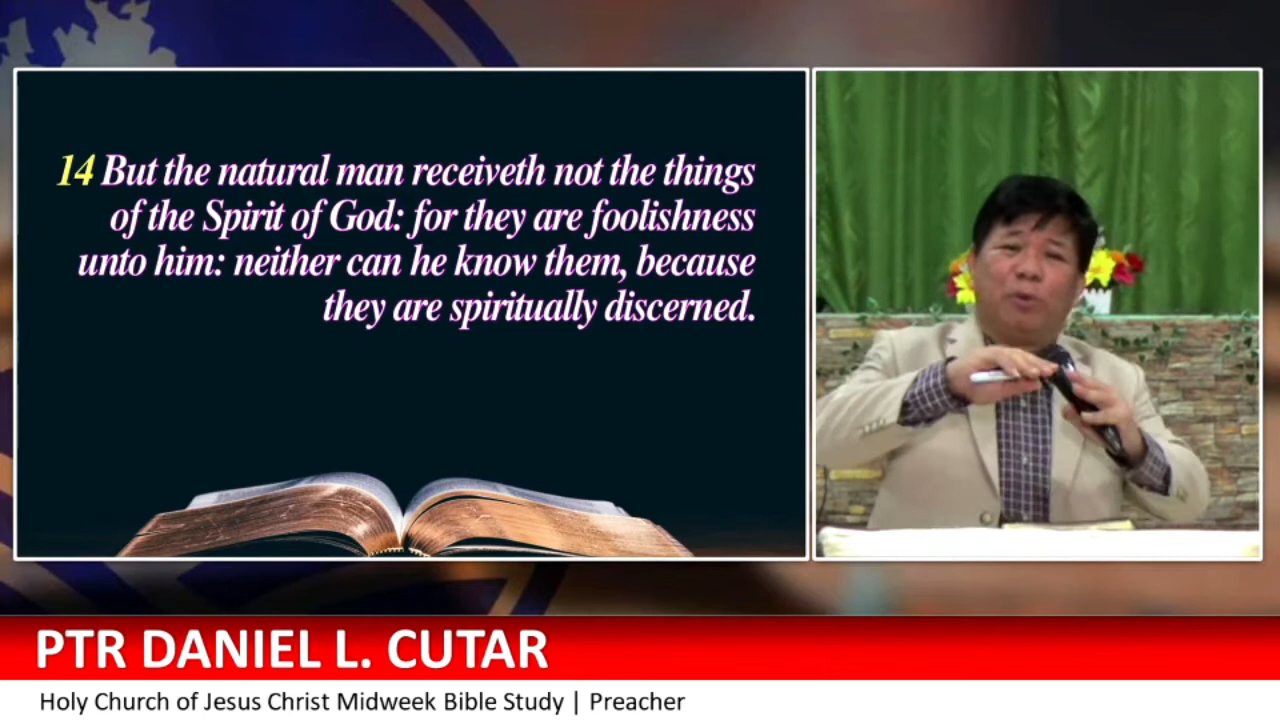 14 But the natural man receiveth not the things
of the Spirit of God: for they are foolishness
unto him: neither can he know them, because
they are spiritually discerned.
PTR DANIEL L. CUTAR
Holy Church of Jesus Christ Midweek Bible Study | Preacher